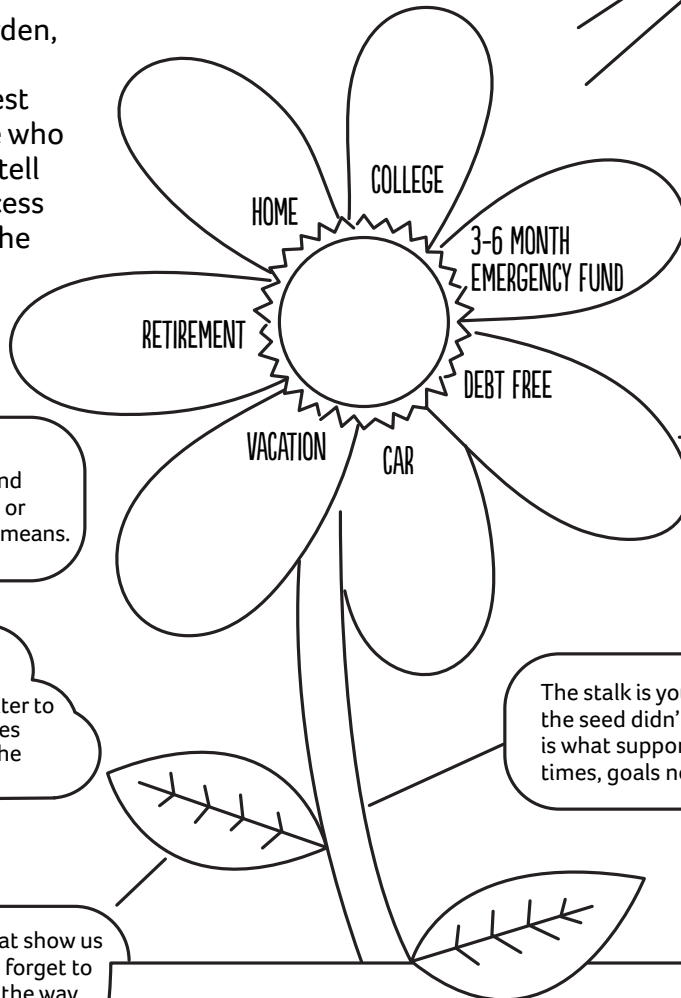 rden,
est
who
tell
cess
he
COLLEGE
HOME
3-6 MONTH
EMERGENCY FUND
RETIREMENT
DEBT FREE
VACATION
CAR
nd
or
means.
ter to
es
he
The stalk is you
the seed didn’
is what suppor
times, goals n
at show us
forget to
the way